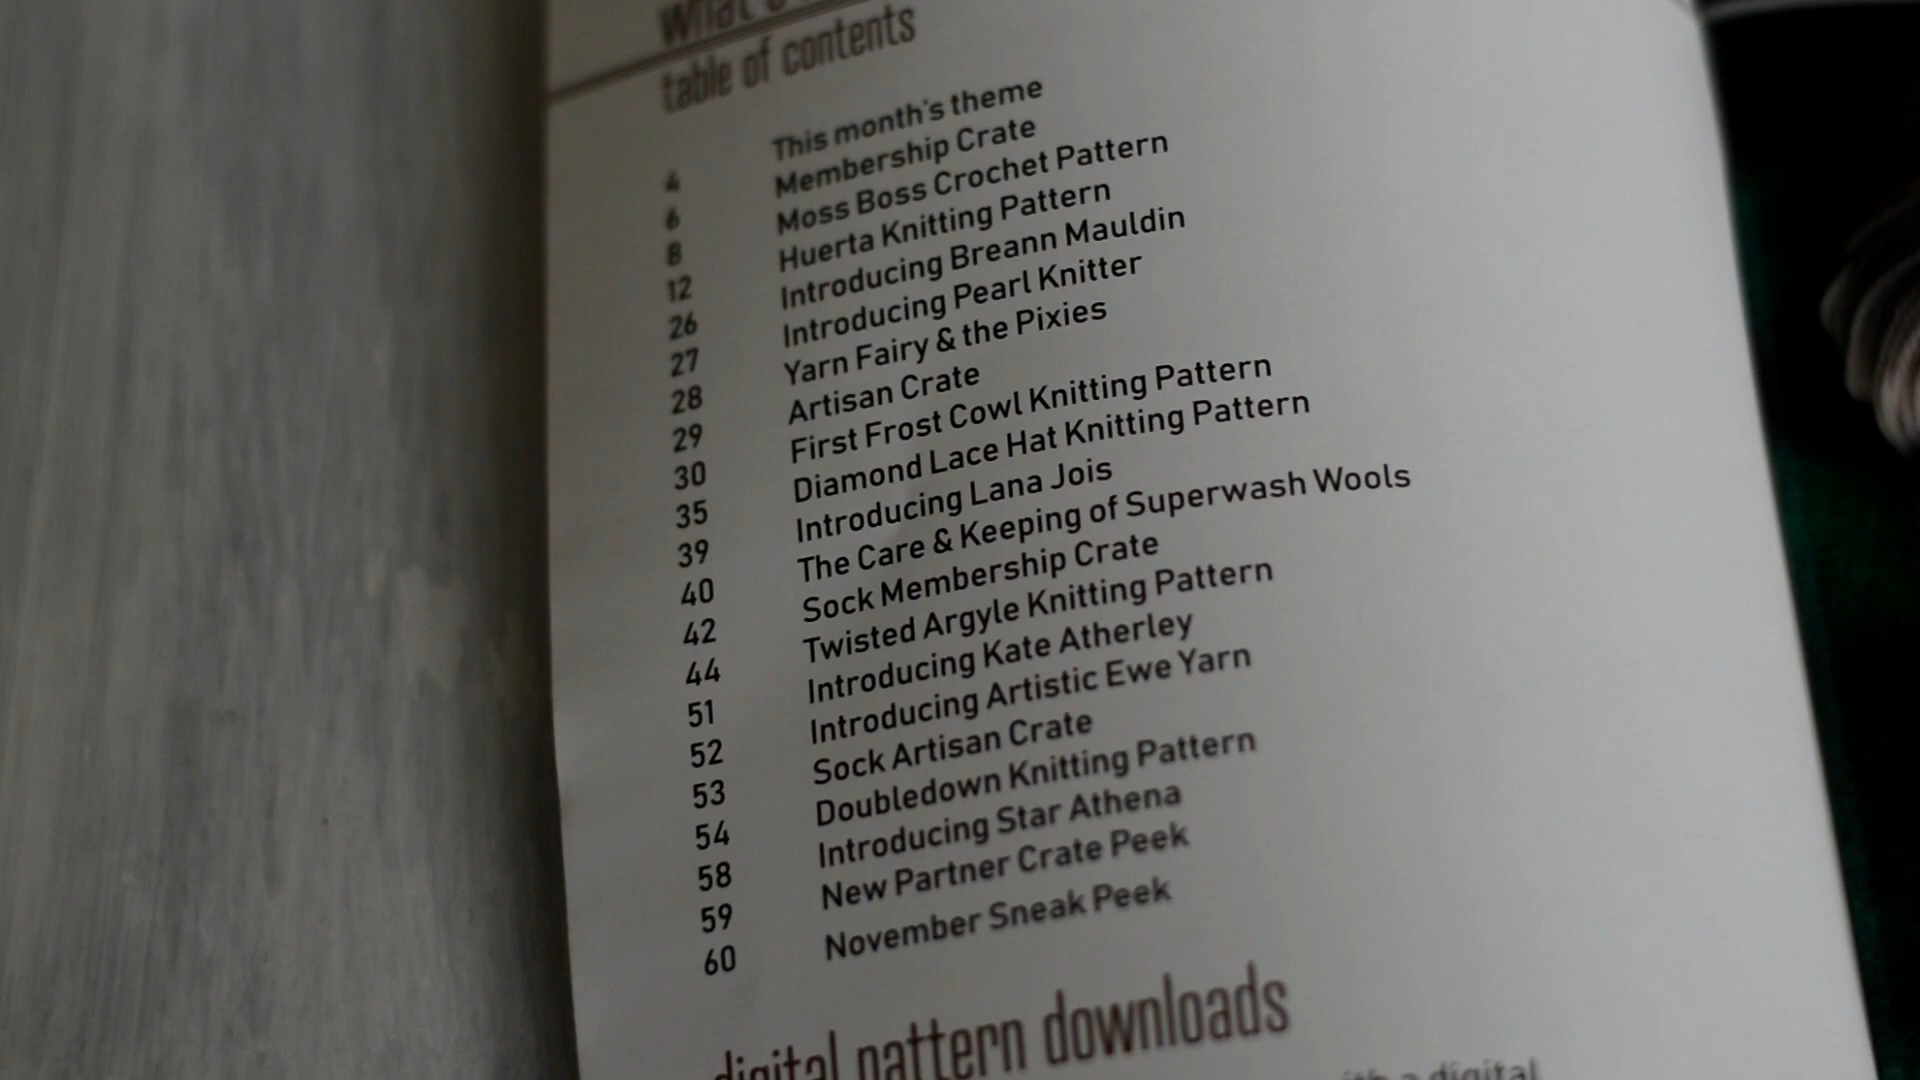 What's
table of contents
4 This month's theme
6 Membership Crate
8 Moss Boss Crochet Pattern
12 Huerta Knitting Pattern
26 Introducing Breann Mauldin
27 Introducing Pearl Knitter
28 Yarn Fairy & the Pixies
29 Artisan Crate
30 First Frost Cowl Knitting Pattern
35 Diamond Lace Hat Knitting Pattern
39 Introducing Lana Jois
40 The Care & Keeping of Superwash Wools
42 Sock Membership Crate
44 Twisted Argyle Knitting Pattern
51 Introducing Kate Atherley
52 Introducing Artistic Ewe Yarn
53 Sock Artisan Crate
54 Doubledown Knitting Pattern
58 Introducing Star Athena
59 New Partner Crate Peek
60 November Sneak Peek
digital pattern downloads
a digital